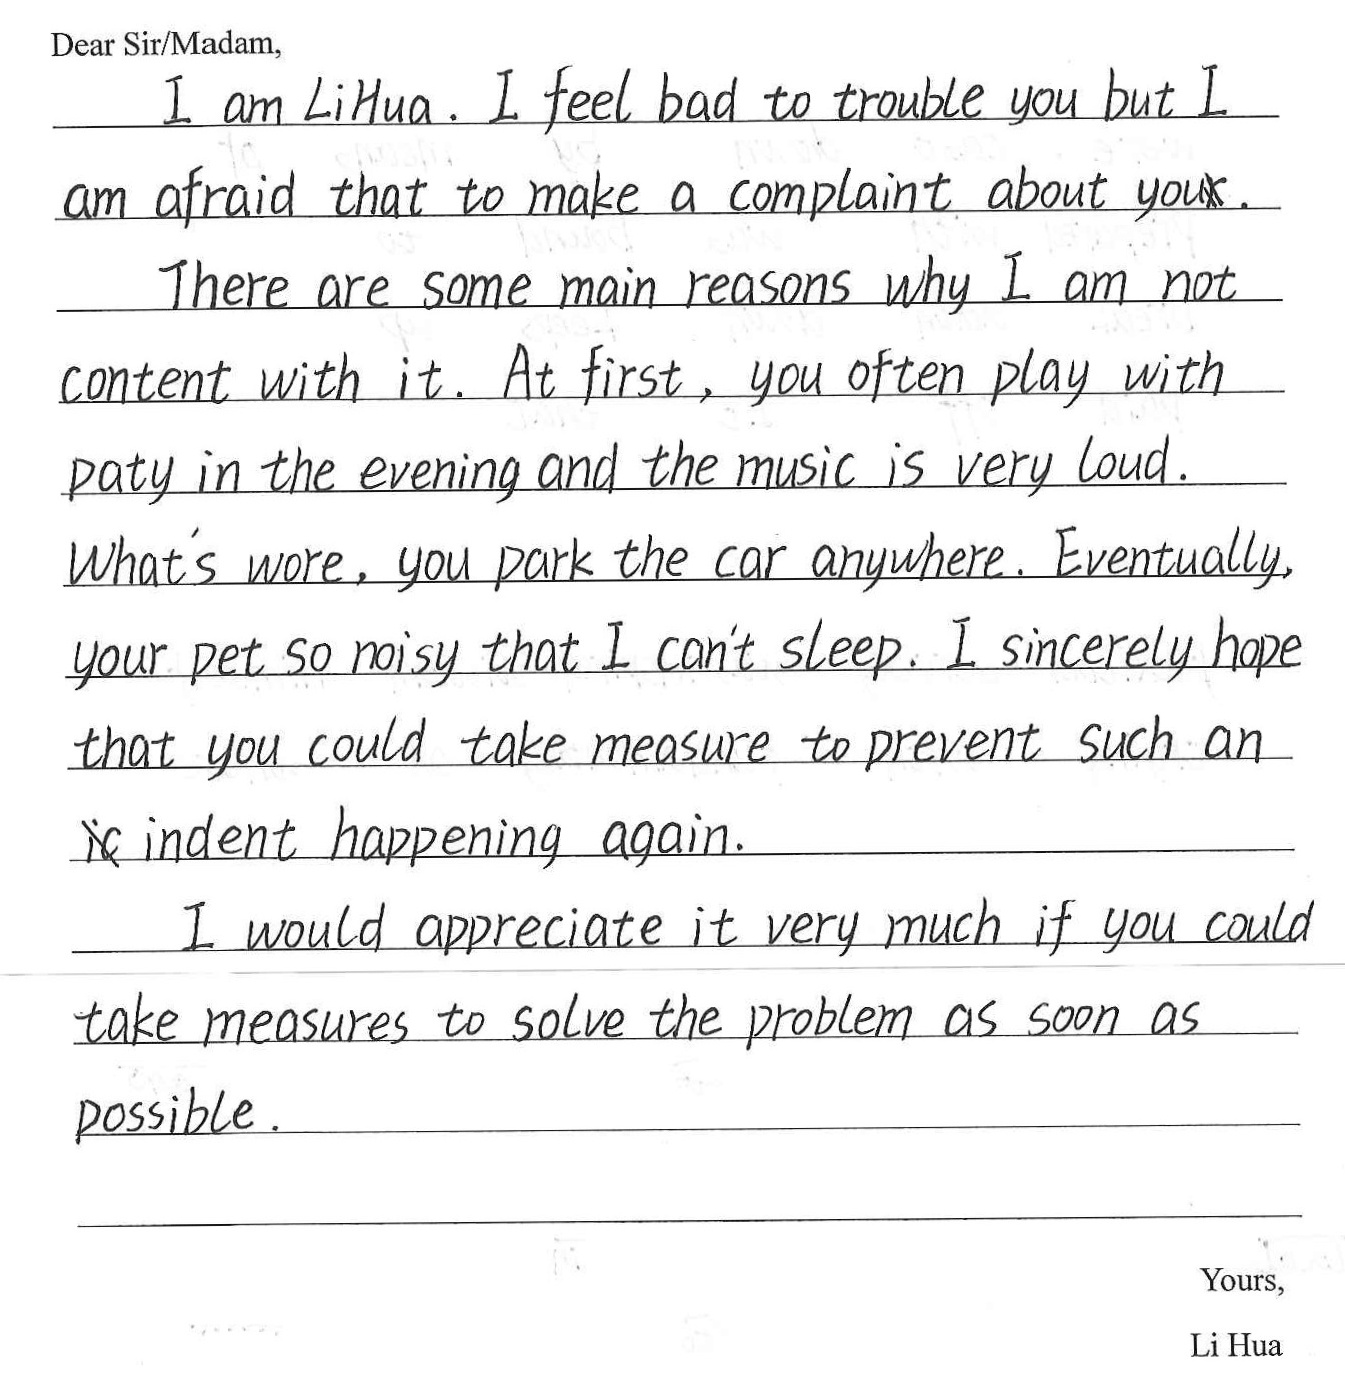 Dear Sir/Madam,
I am LiHua. I feel bad to trouble you but I
am afraid that to make a complaint about you.
There are some main reasons why I am not
content with it. At first, you often play with
paty in the evening and the music is very loud.
What's wore, you park the car anywhere. Eventually,
your pet so noisy that I can't sleep. I sincerely hope
that you could take measure to prevent such an
indent happening again.
I would appreciate it very much if you could
take measures to solve the problem as soon as
possible.
Yours,
Li Hua